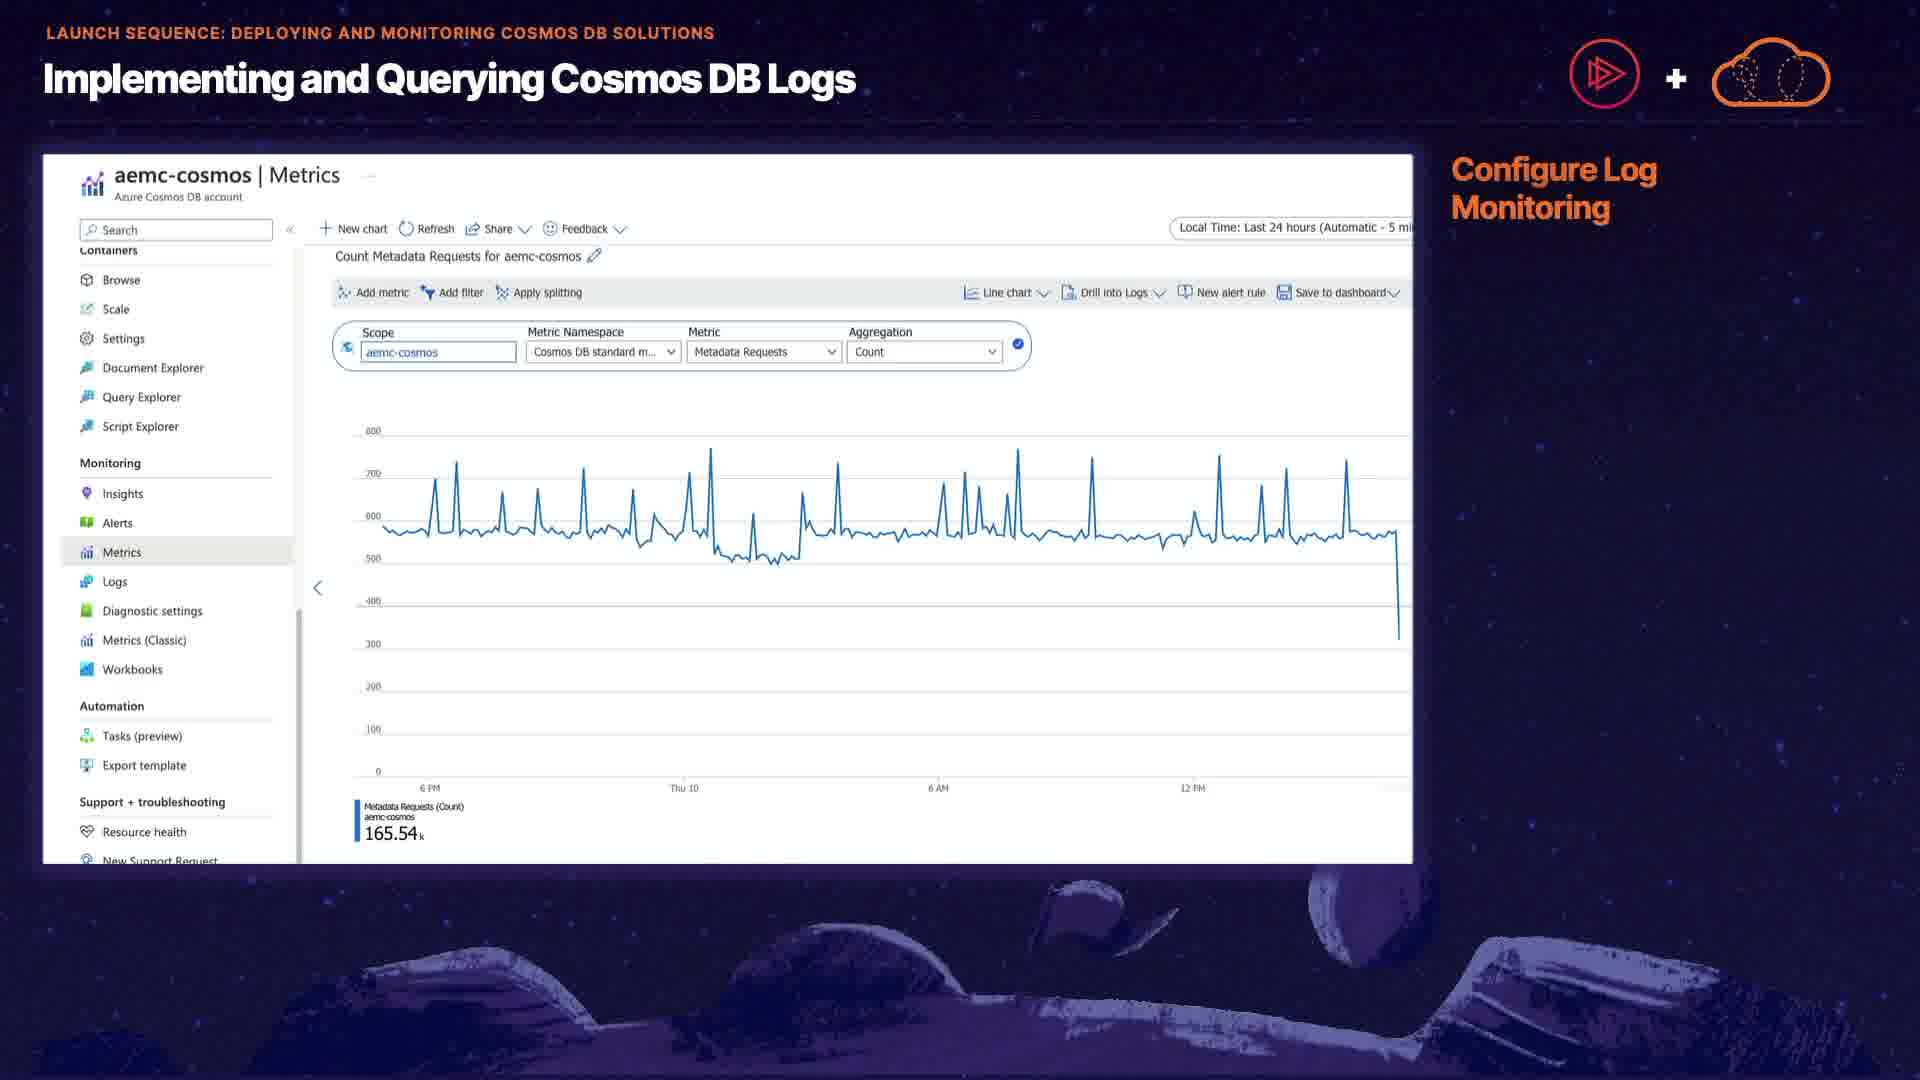 LAUNCH SEQUENCE: DEPLOYING AND MONITORING COSMOS DB SOLUTIONS
Implementing and Querying Cosmos DB Logs
+
Configure Log
Monitoring
aemc-cosmos | Metrics
Azure Cosmos DB account
Search
New chart
Refresh
Share
Feedback
Local Time: Last 24 hours (Automatic - 5 mi
Containers
Browse
Scale
Settings
Document Explorer
Query Explorer
Script Explorer
Monitoring
Insights
Alerts
Metrics
Logs
Diagnostic settings
Metrics (Classic)
Workbooks
Automation
Tasks (preview)
Export template
Support + troubleshooting
Resource health
New Support Request
Count Metadata Requests for aemc-cosmos
Add metric
Add filter
Apply splitting
Line chart
Drill into Logs
New alert rule
Save to dashboard
Scope
Metric Namespace
Metric
Aggregation
aemc-cosmos
Cosmos DB standard m...
Metadata Requests
Count
800
700
600
500
400
300
200
100
0
6 PM
Thu 10
6 AM
12 PM
Metadata Requests (Count)
aemc-cosmos
165.54 k